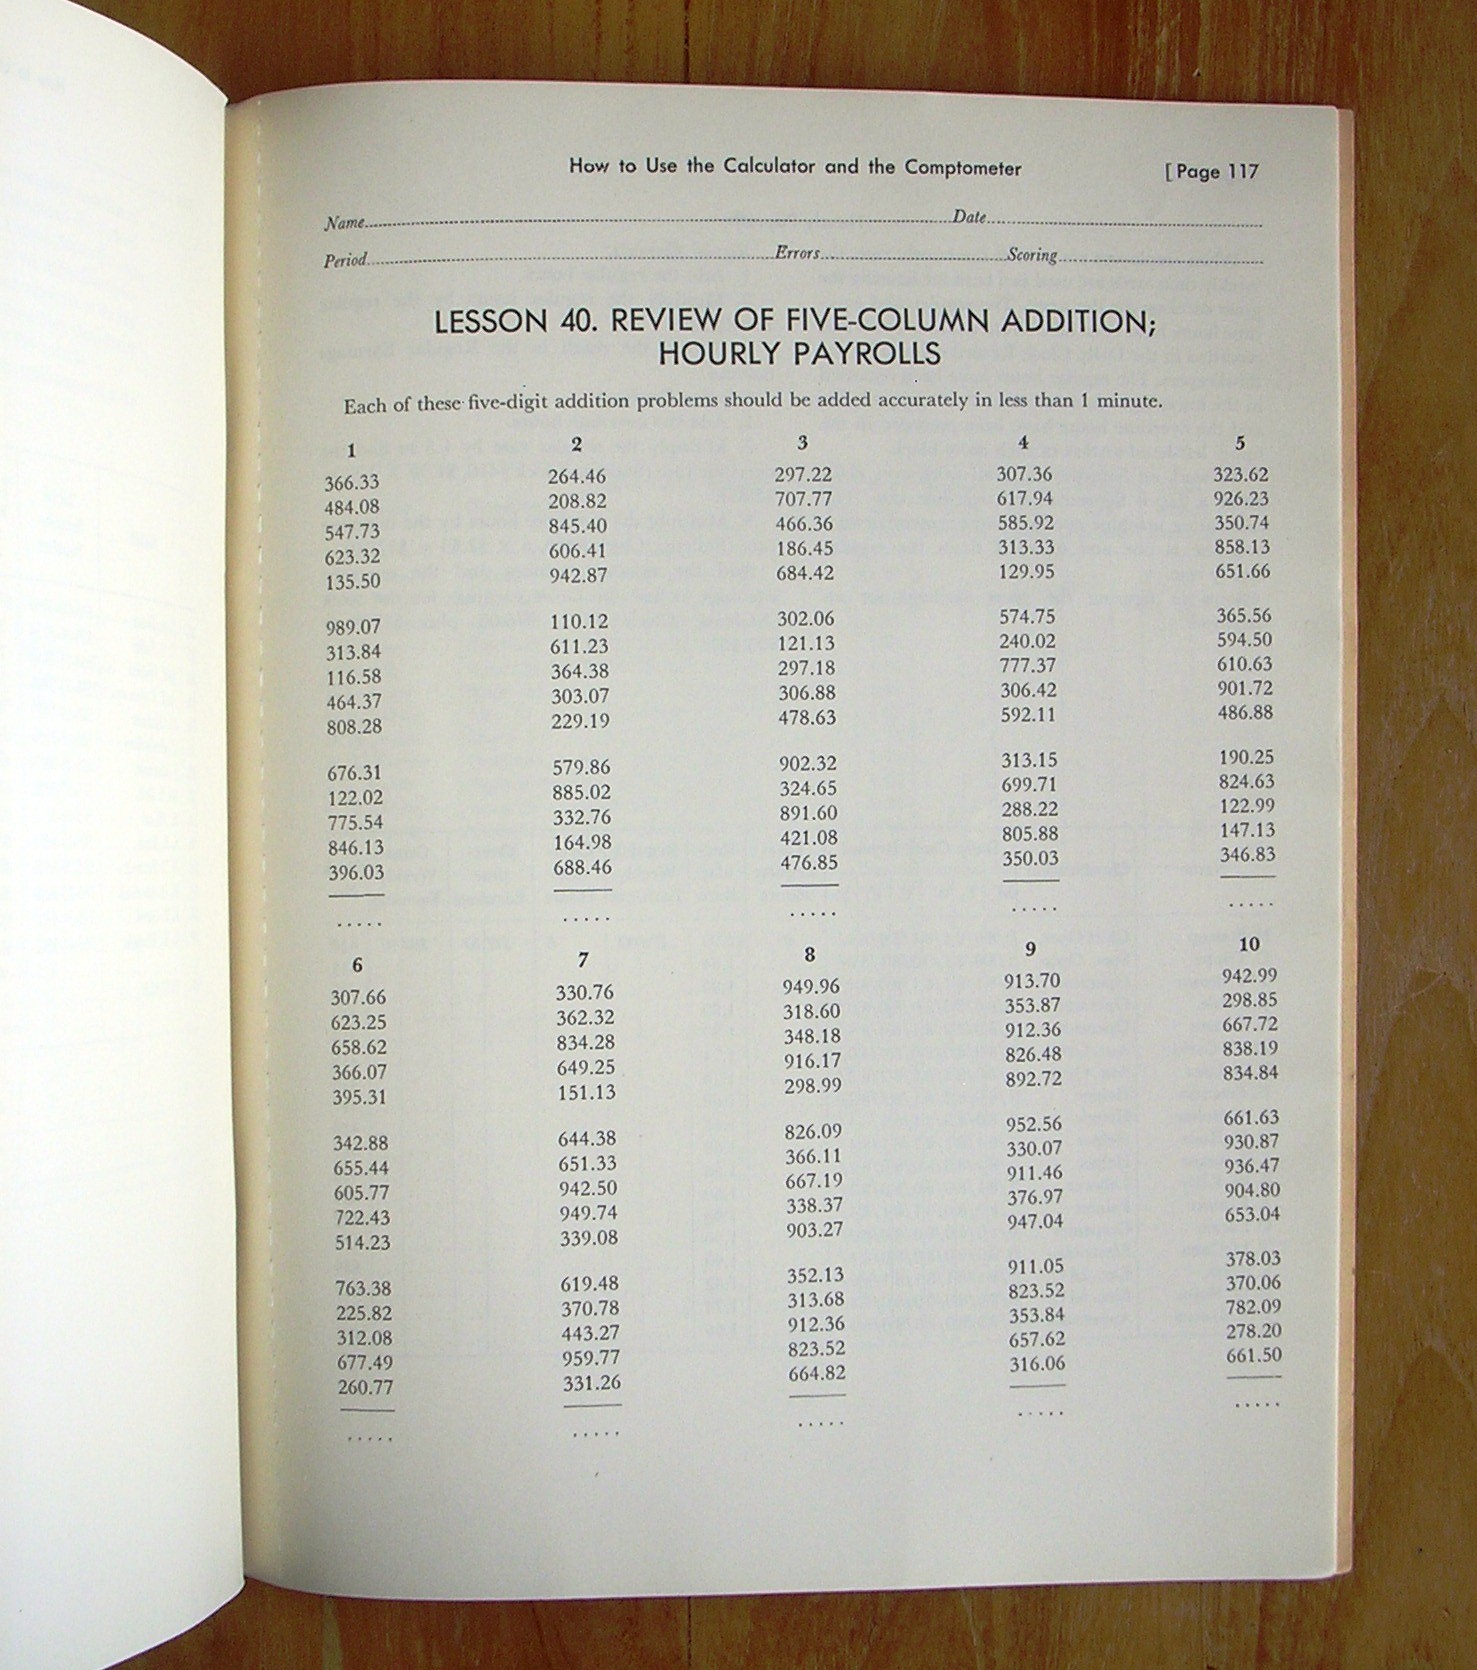 How to Use the Calculator and the Comptometer [ Page 117
Name Date
Period Errors Scoring
LESSON 40. REVIEW OF FIVE-COLUMN ADDITION;
HOURLY PAYROLLS
Each of these five-digit addition problems should be added accurately in less than 1 minute.
1 2 3 4 5
366.33 264.46 297.22 307.36 323.62
484.08 208.82 707.77 617.94 926.23
547.73 845.40 466.36 585.92 350.74
623.32 606.41 186.45 313.33 858.13
135.50 942.87 684.42 129.95 651.66
989.07 110.12 302.06 574.75 365.56
313.84 611.23 121.13 240.02 594.50
116.58 364.38 297.18 777.37 610.63
464.37 303.07 306.88 306.42 901.72
808.28 229.19 478.63 592.11 486.88
676.31 579.86 902.32 313.15 190.25
122.02 885.02 324.65 699.71 824.63
775.54 332.76 891.60 288.22 122.99
846.13 164.98 421.08 805.88 147.13
396.03 688.46 476.85 350.03 346.83
..... ..... ..... ..... .....
6 7 8 9 10
307.66 330.76 949.96 913.70 942.99
623.25 362.32 318.60 353.87 298.85
658.62 834.28 348.18 912.36 667.72
366.07 649.25 916.17 826.48 838.19
395.31 151.13 298.99 892.72 834.84
342.88 644.38 826.09 952.56 661.63
655.44 651.33 366.11 330.07 930.87
605.77 942.50 667.19 911.46 936.47
722.43 949.74 338.37 376.97 904.80
514.23 339.08 903.27 947.04 653.04
763.38 619.48 352.13 911.05 378.03
225.82 370.78 313.68 823.52 370.06
312.08 443.27 912.36 353.84 782.09
677.49 959.77 823.52 657.62 278.20
260.77 331.26 664.82 316.06 661.50
..... ..... ..... ..... .....